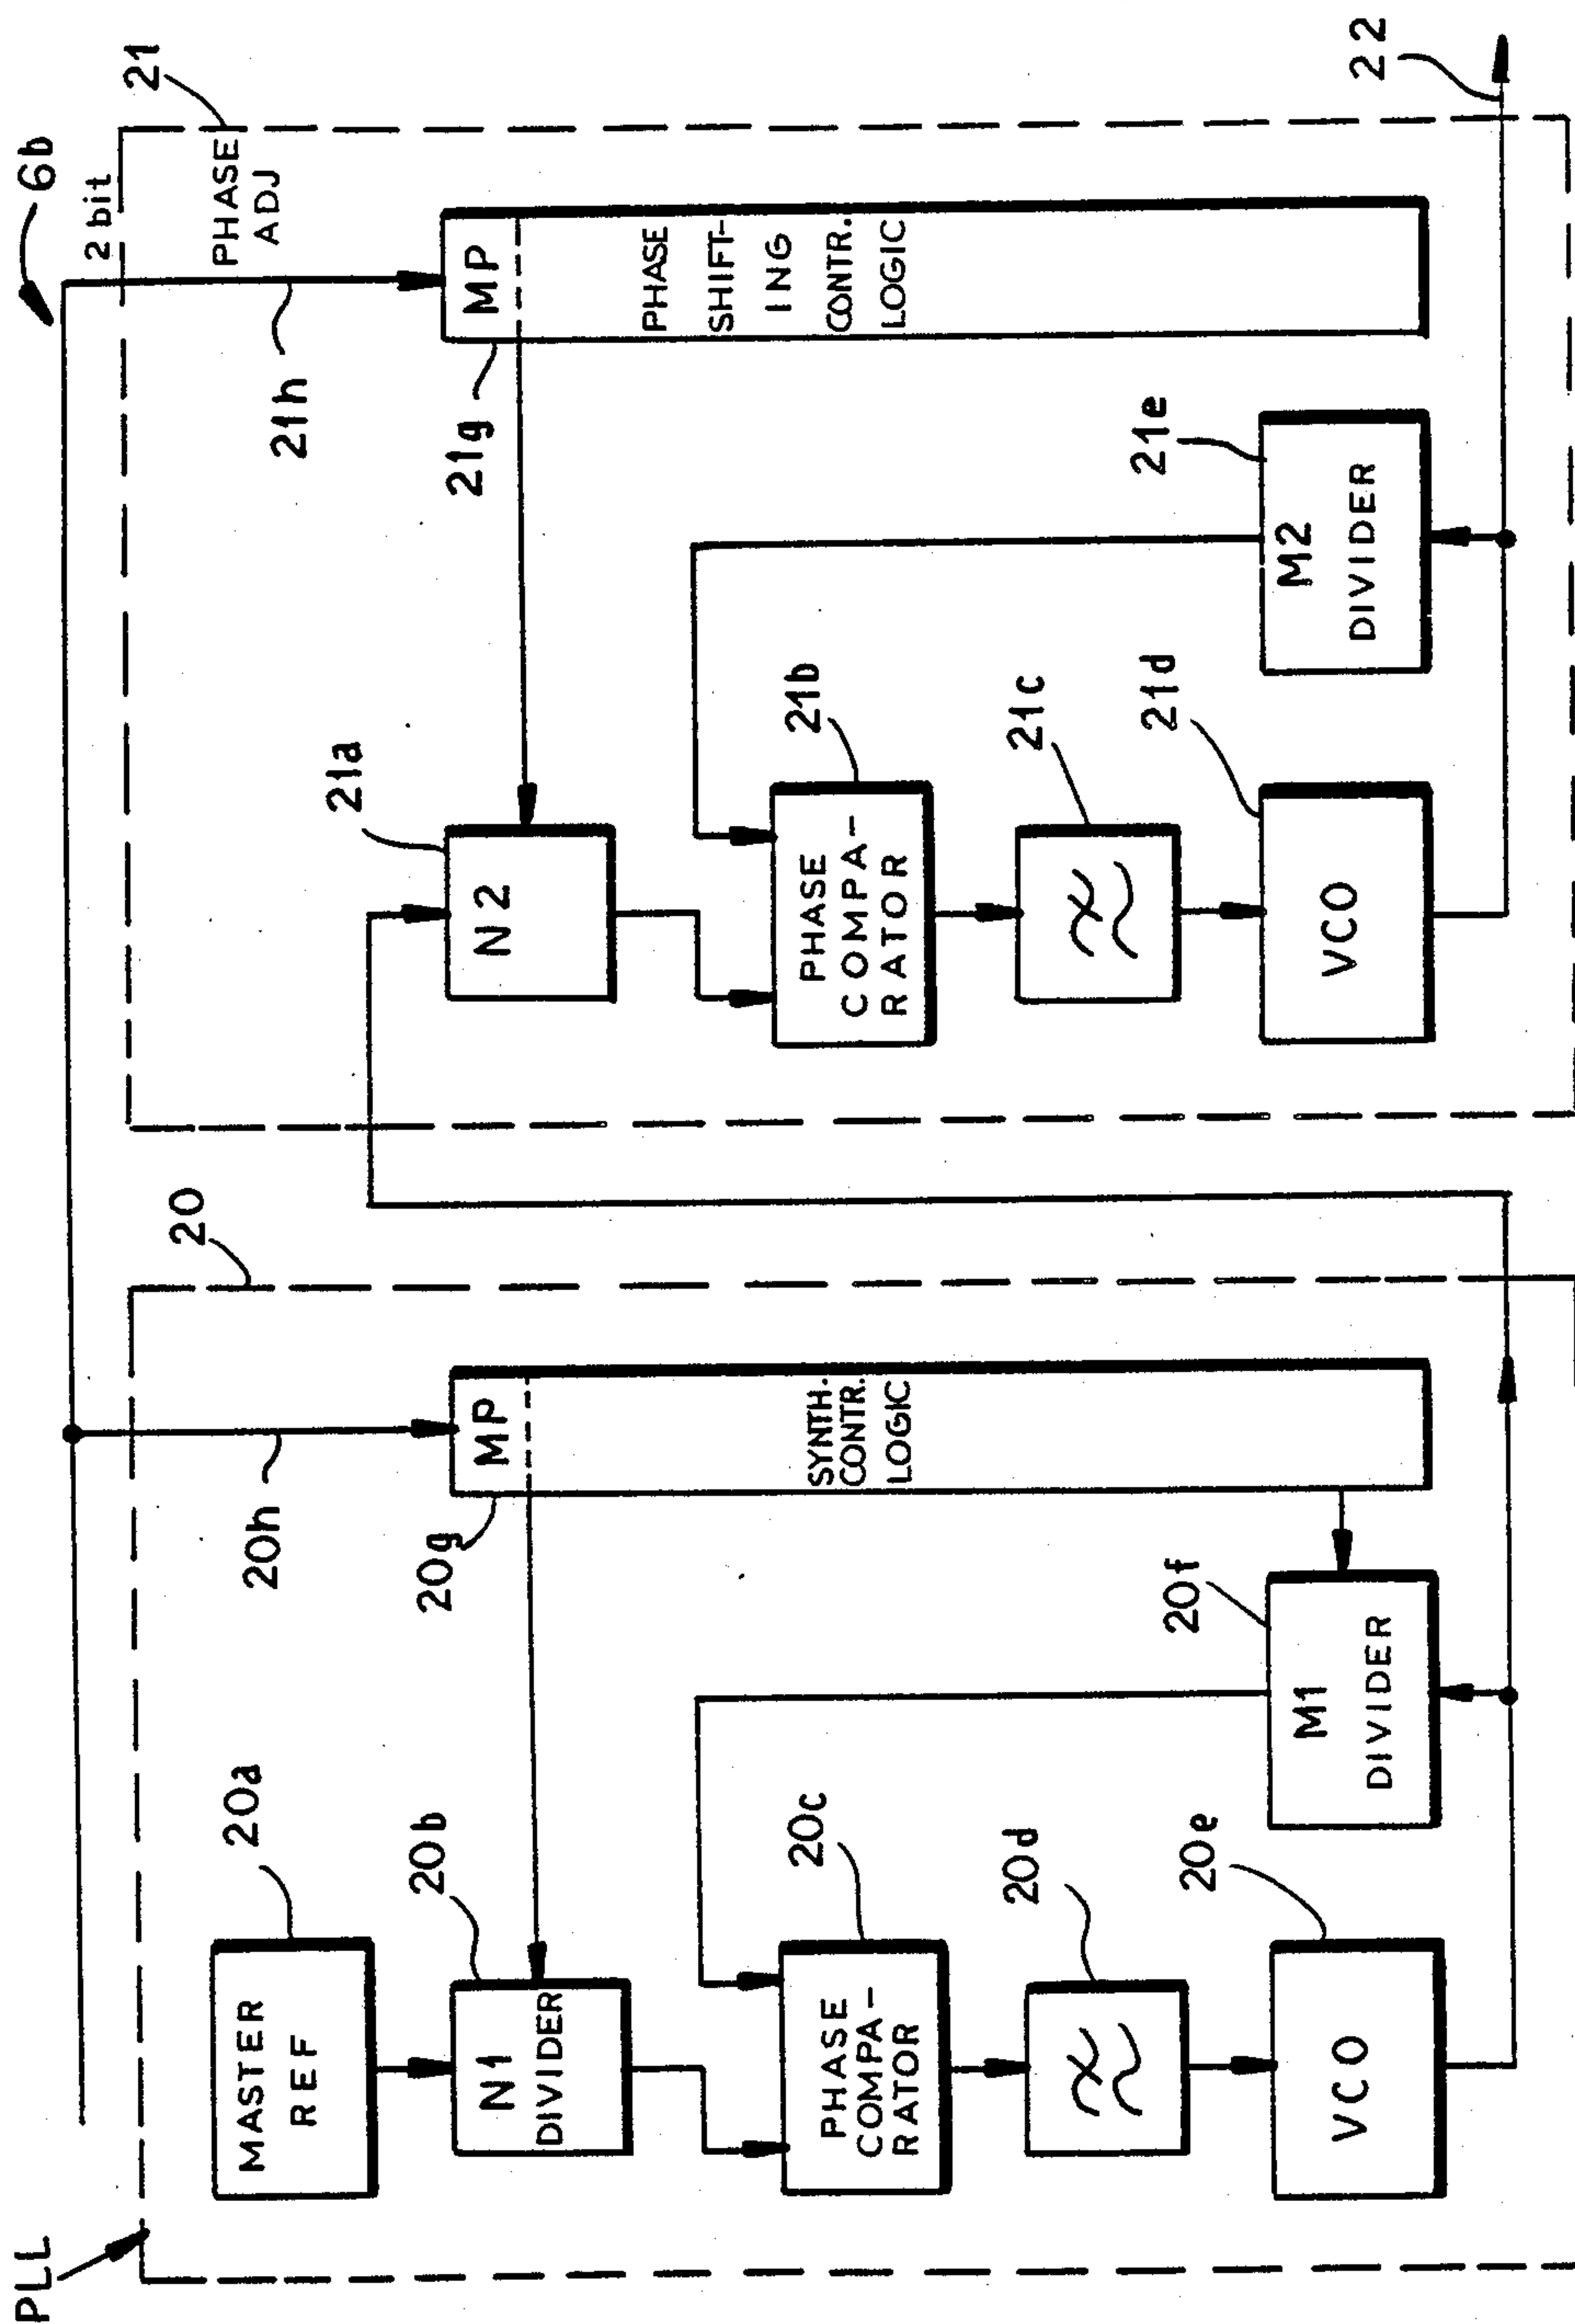 PLL
6b
2 bit
20
21
20h
21h
PHASE
ADJ
MASTER
REF
20a
N1
DIVIDER
20b
MP
SYNTH.
CONTR.
LOGIC
20g
PHASE
COMPA-
RATOR
20c
20d
VCO
20e
M1
DIVIDER
20f
N2
21a
MP
PHASE
SHIFT-
ING
CONTR.
LOGIC
21g
PHASE
COMPA-
RATOR
21b
21c
VCO
21d
M2
DIVIDER
21e
22